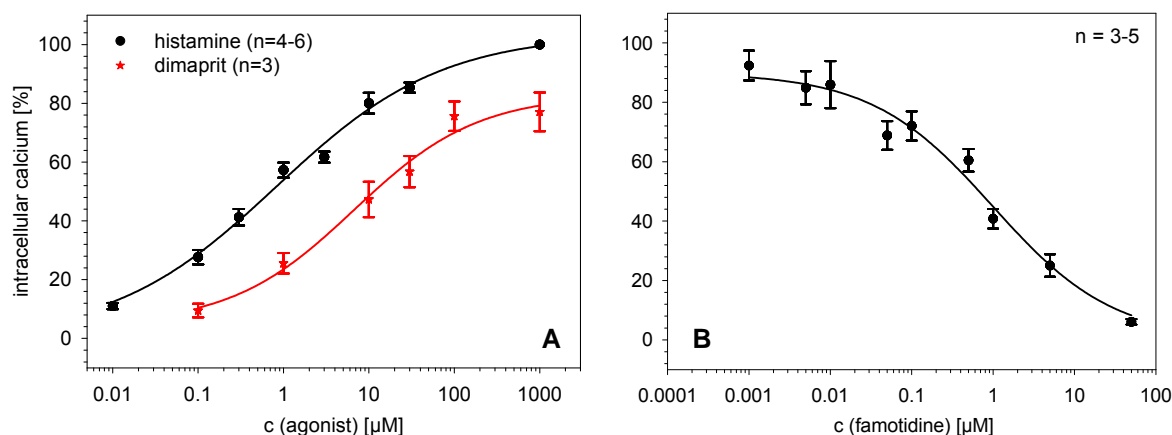 histamine (n=4-6)
dimaprit (n=3)
intracellular calcium [%]
100
80
60
40
20
0
0.01 0.1 1 10 100 1000
c (agonist) [µM]
A
n = 3-5
100
80
60
40
20
0
0.0001 0.001 0.01 0.1 1 10 100
c (famotidine) [µM]
B